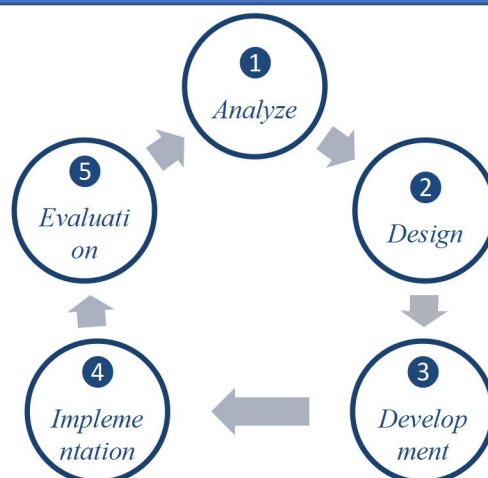 1
Analyze
2
Design
3
Develop
ment
4
Impleme
ntation
5
Evaluati
on